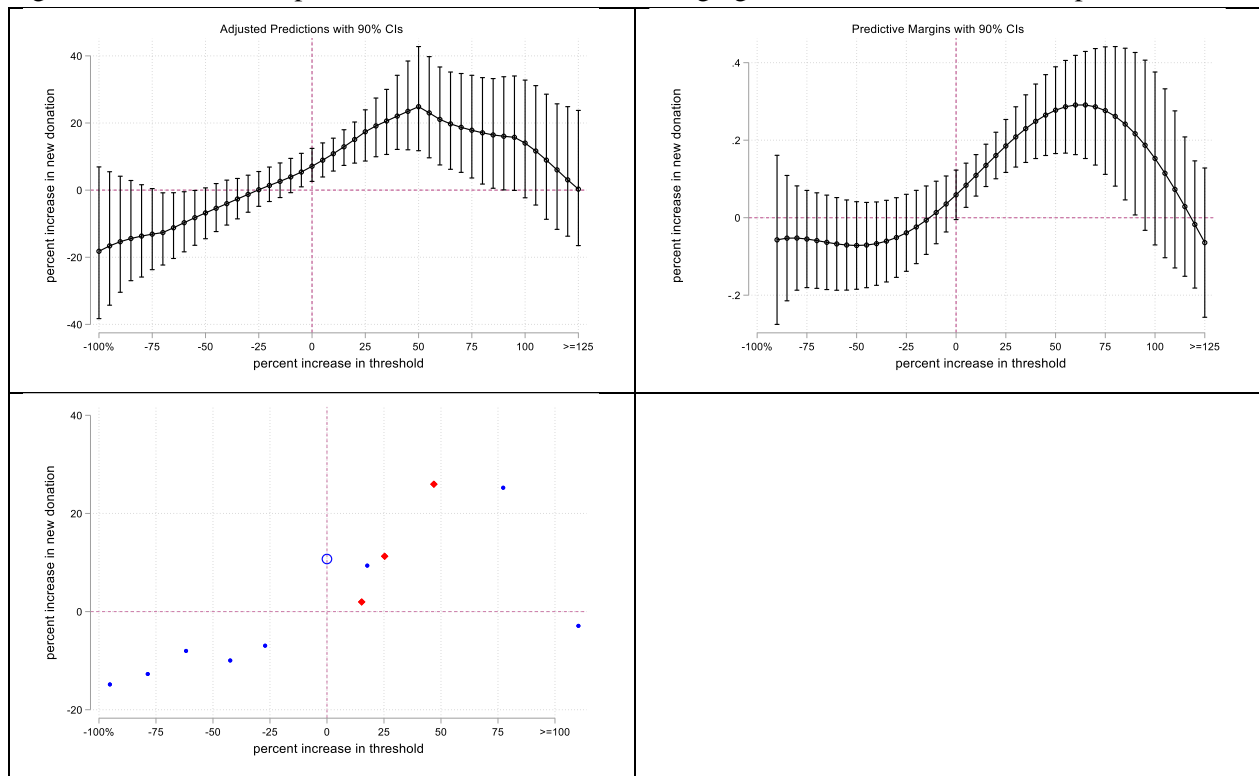 Adjusted Predictions with 90% CIs
percent increase in new donation
40
20
0
-20
-40
-100% -75 -50 -25 0 25 50 75 100 >=125
percent increase in threshold
Predictive Margins with 90% CIs
percent increase in new donation
.4
.2
0
-.2
-100% -75 -50 -25 0 25 50 75 100 >=125
percent increase in threshold
percent increase in new donation
40
20
0
-20
-100% -75 -50 -25 0 25 50 75 >=100
percent increase in threshold